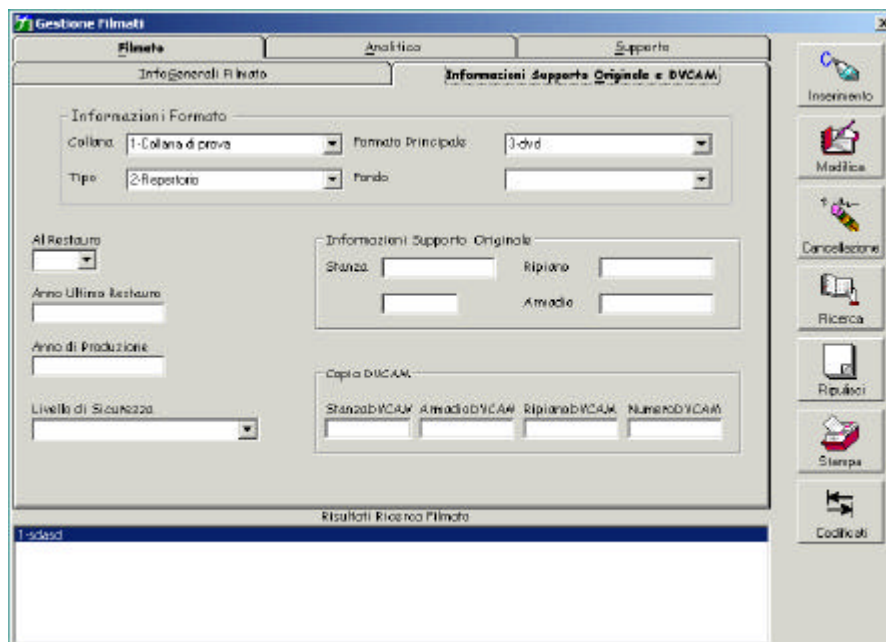 Gestione Filmati
Filmato Analitico Supporto
InfoGenerali Filmato Informazioni Supporto Originale e DVCAM
Informazioni Formato
Collana 1-Collana di prova Formato Principale 3-dvd
Tipo 2-Repertorio Fondo
Al Restauro
Anno Ultimo Restauro
Anno di Produzione
Livello di Sicurezza
Informazioni Supporto Originale
Stanza Ripiano
Armadio
Copia DVCAM
StanzaDVCAM ArmadioDVCAM RipianoDVCAM NumeroDVCAM
Risultati Ricerca Filmato
1-sdasd
Inserimento
Modifica
Cancellazione
Ricerca
Ripulisci
Stampa
Codificati